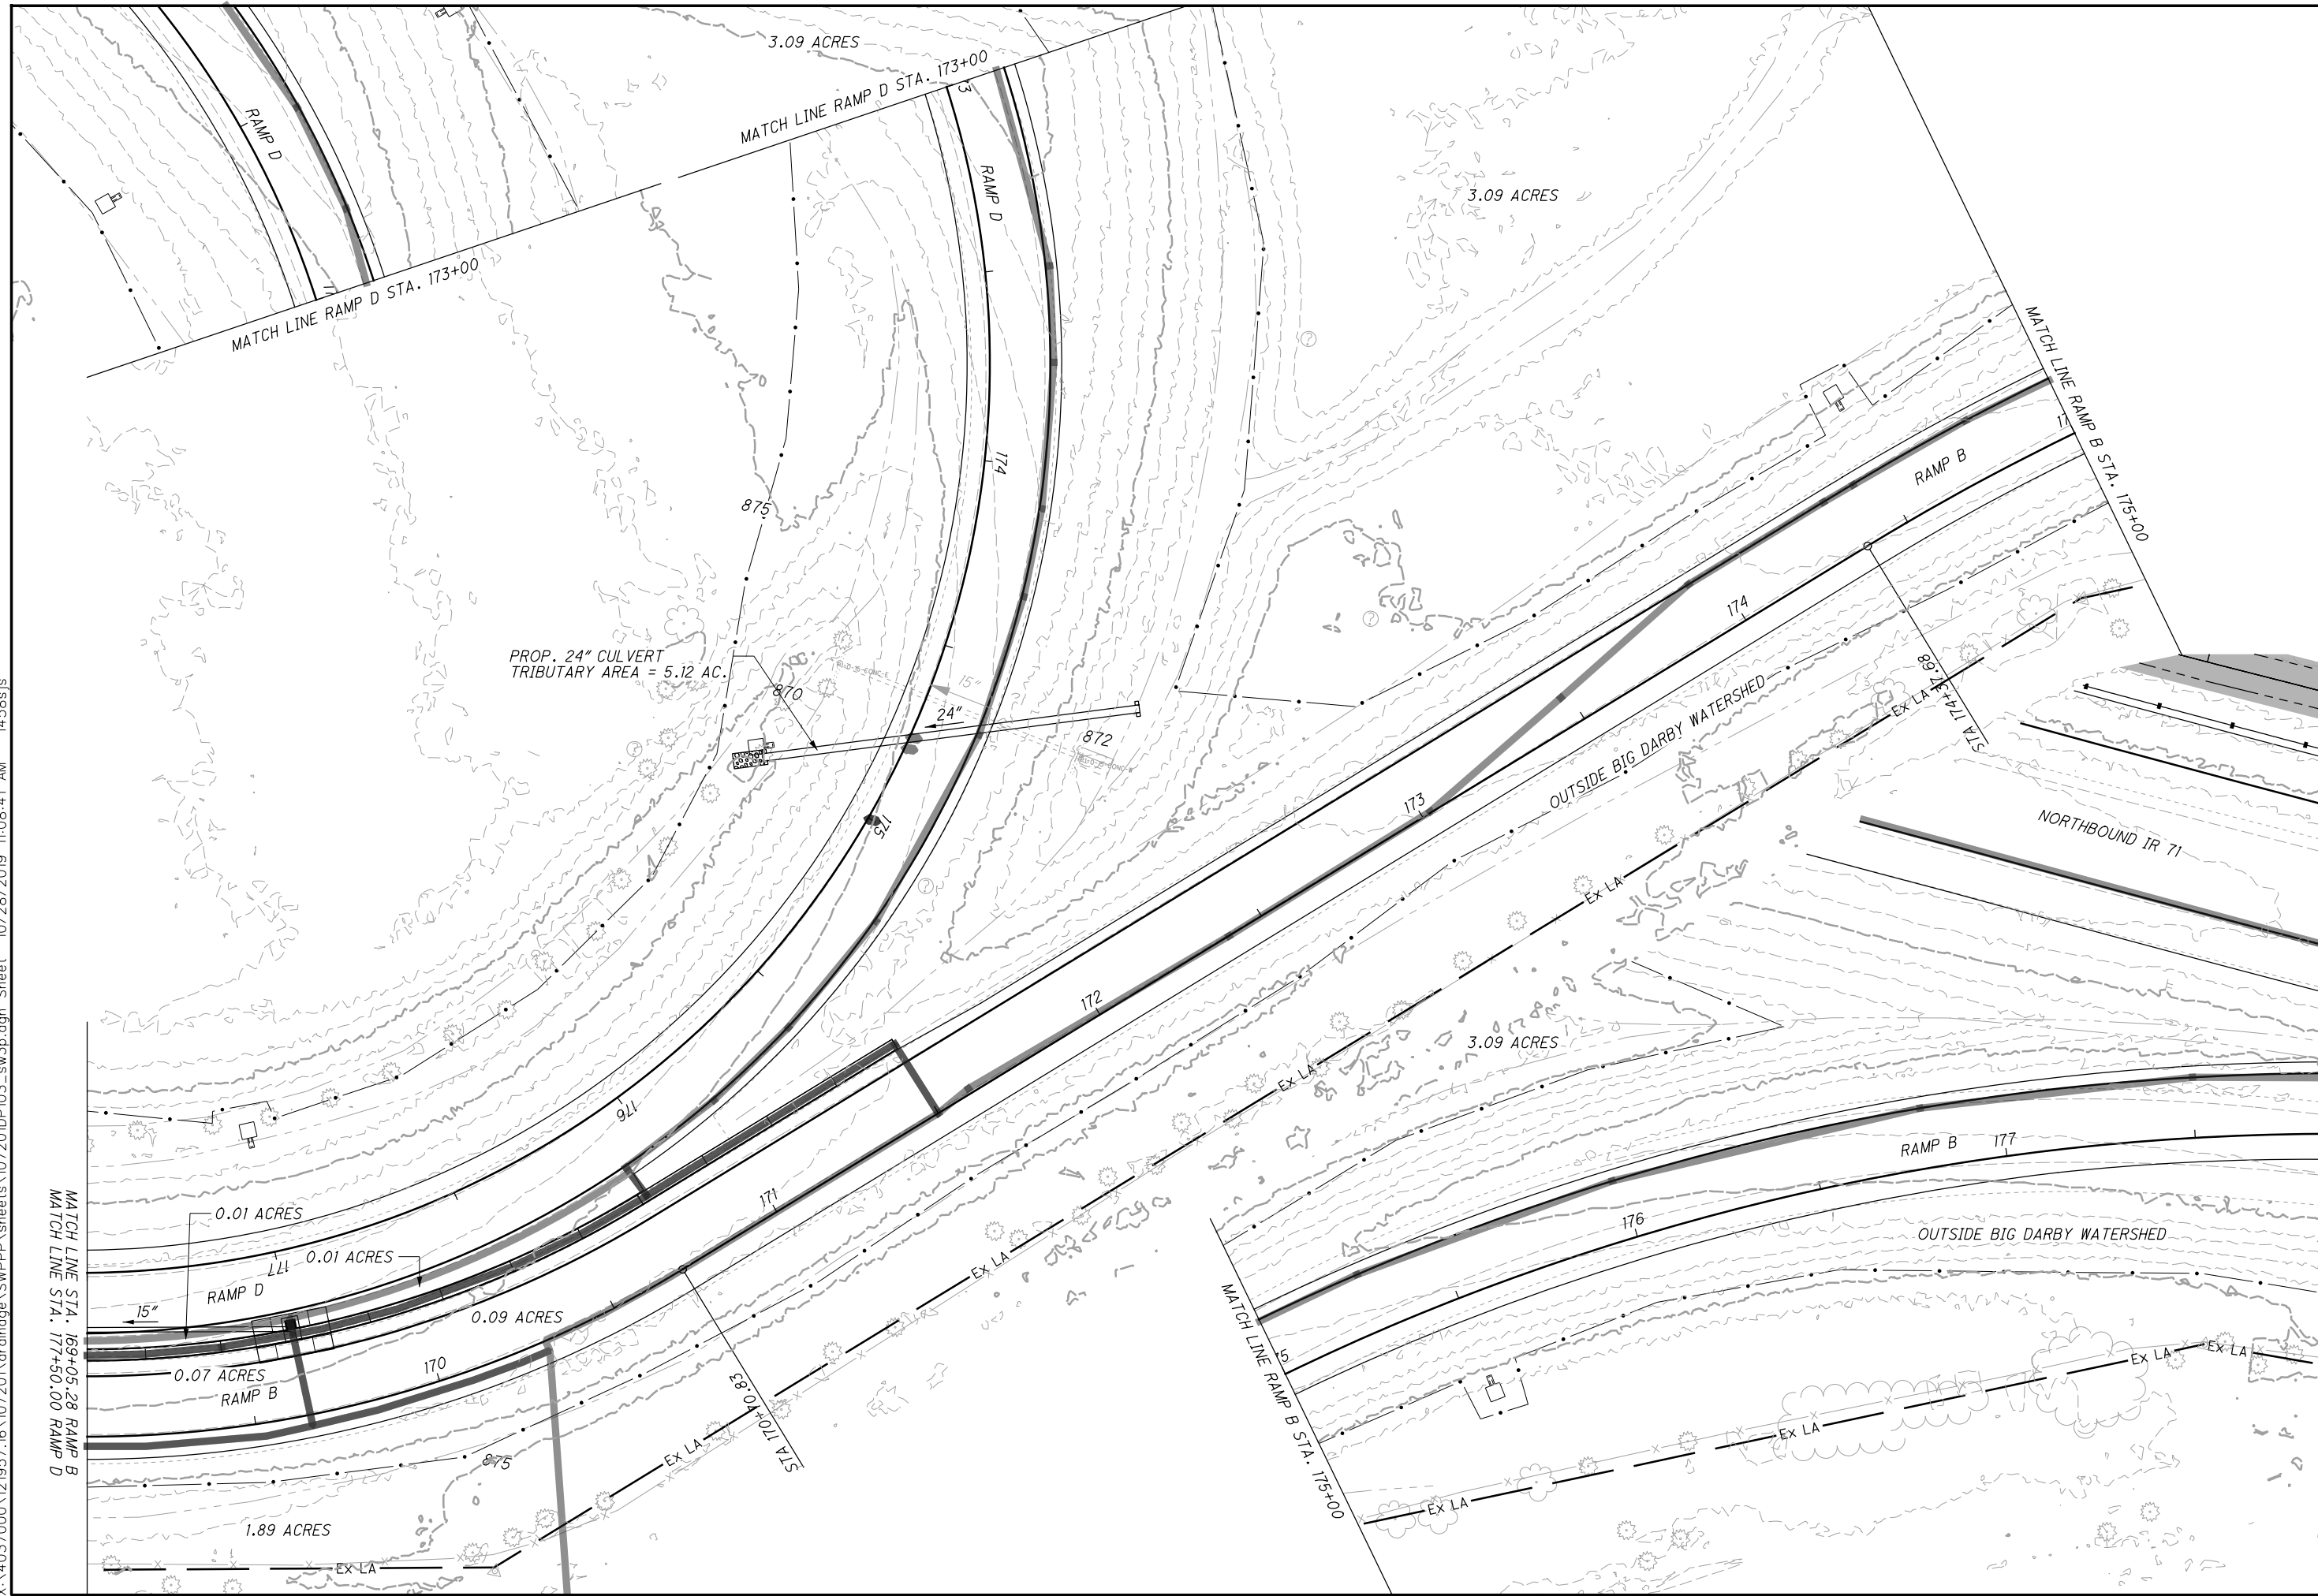 3.09 ACRES
MATCH LINE RAMP D STA. 173+00
RAMP D
RAMP D
MATCH LINE RAMP D STA. 173+00
3.09 ACRES
174
875
MATCH LINE RAMP B STA. 175+00
RAMP B
174
PROP. 24" CULVERT
TRIBUTARY AREA = 5.12 AC.
870
15"
24"
872
175
STA 174+37.68
EX LA
OUTSIDE BIG DARBY WATERSHED
173
NORTHBOUND IR 71
EX LA
172
3.09 ACRES
EX LA
176
RAMP B
177
171
0.01 ACRES
176
OUTSIDE BIG DARBY WATERSHED
0.01 ACRES
177
EX LA
RAMP D
15"
0.09 ACRES
0.07 ACRES
170
RAMP B
STA 170+70.83
EX LA
875
MATCH LINE STA. 169+05.28 RAMP B
MATCH LINE STA. 177+50.00 RAMP D
MATCH LINE RAMP B STA. 175+00
EX LA
EX LA
EX LA
EX LA
1.89 ACRES
EX LA